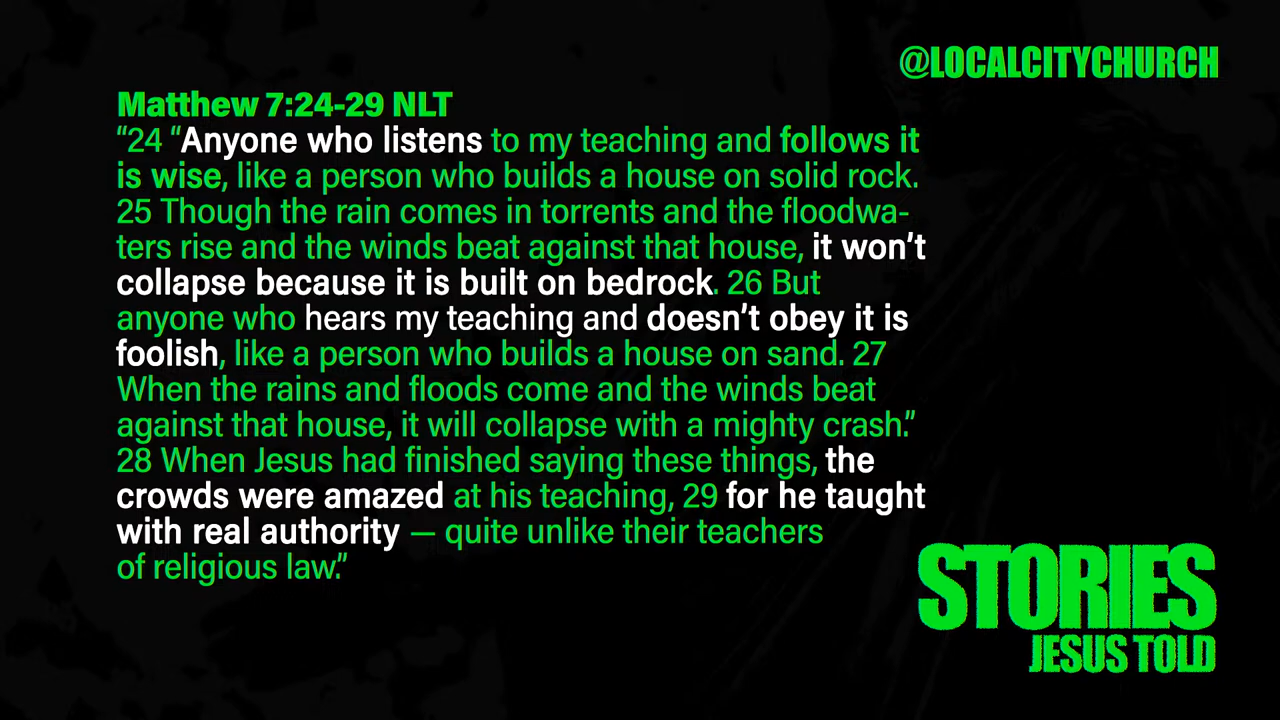 @LOCALCITYCHURCH
Matthew 7:24-29 NLT
“24 “Anyone who listens to my teaching and follows it
is wise, like a person who builds a house on solid rock.
25 Though the rain comes in torrents and the floodwa-
ters rise and the winds beat against that house, it won’t
collapse because it is built on bedrock. 26 But
anyone who hears my teaching and doesn’t obey it is
foolish, like a person who builds a house on sand. 27
When the rains and floods come and the winds beat
against that house, it will collapse with a mighty crash.”
28 When Jesus had finished saying these things, the
crowds were amazed at his teaching, 29 for he taught
with real authority — quite unlike their teachers
of religious law.”
STORIES
JESUS TOLD